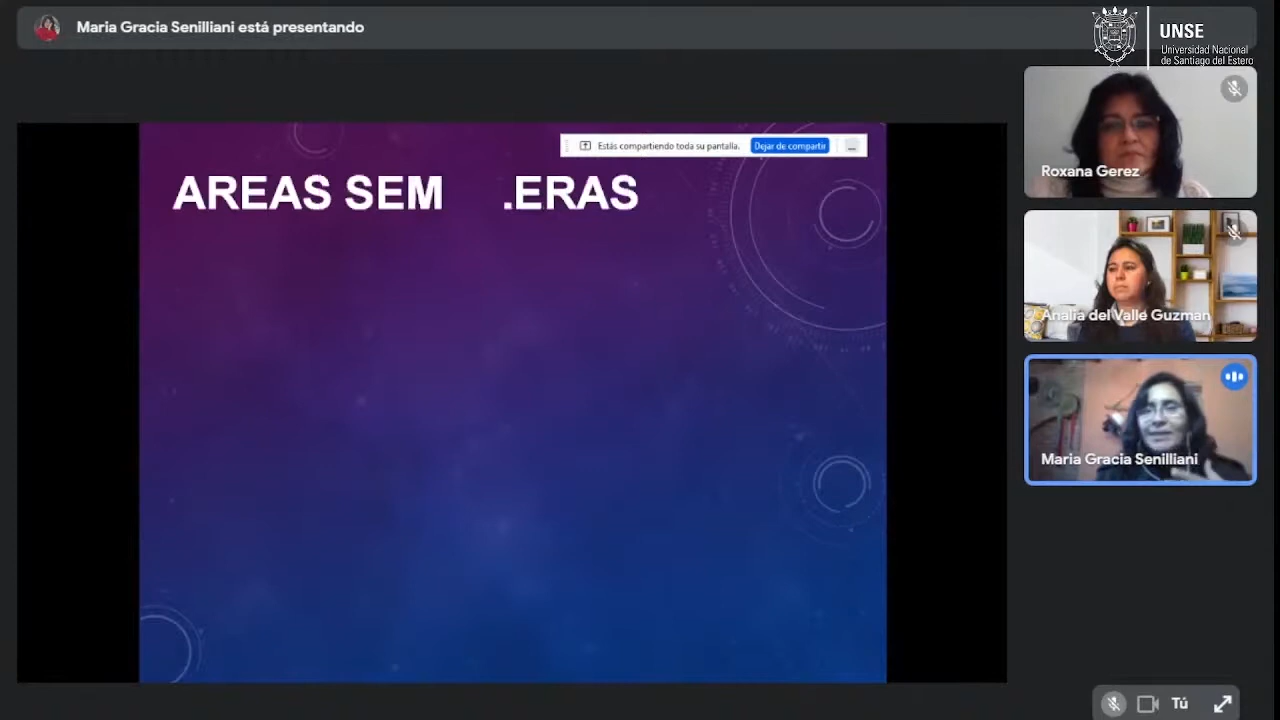 Maria Gracia Senilliani está presentando
UNSE
Universidad Nacional
de Santiago del Estero
Estás compartiendo toda su pantalla.
Dejar de compartir
AREAS SEM .ERAS
Roxana Gerez
Analia del Valle Guzman
Maria Gracia Senilliani
Tú